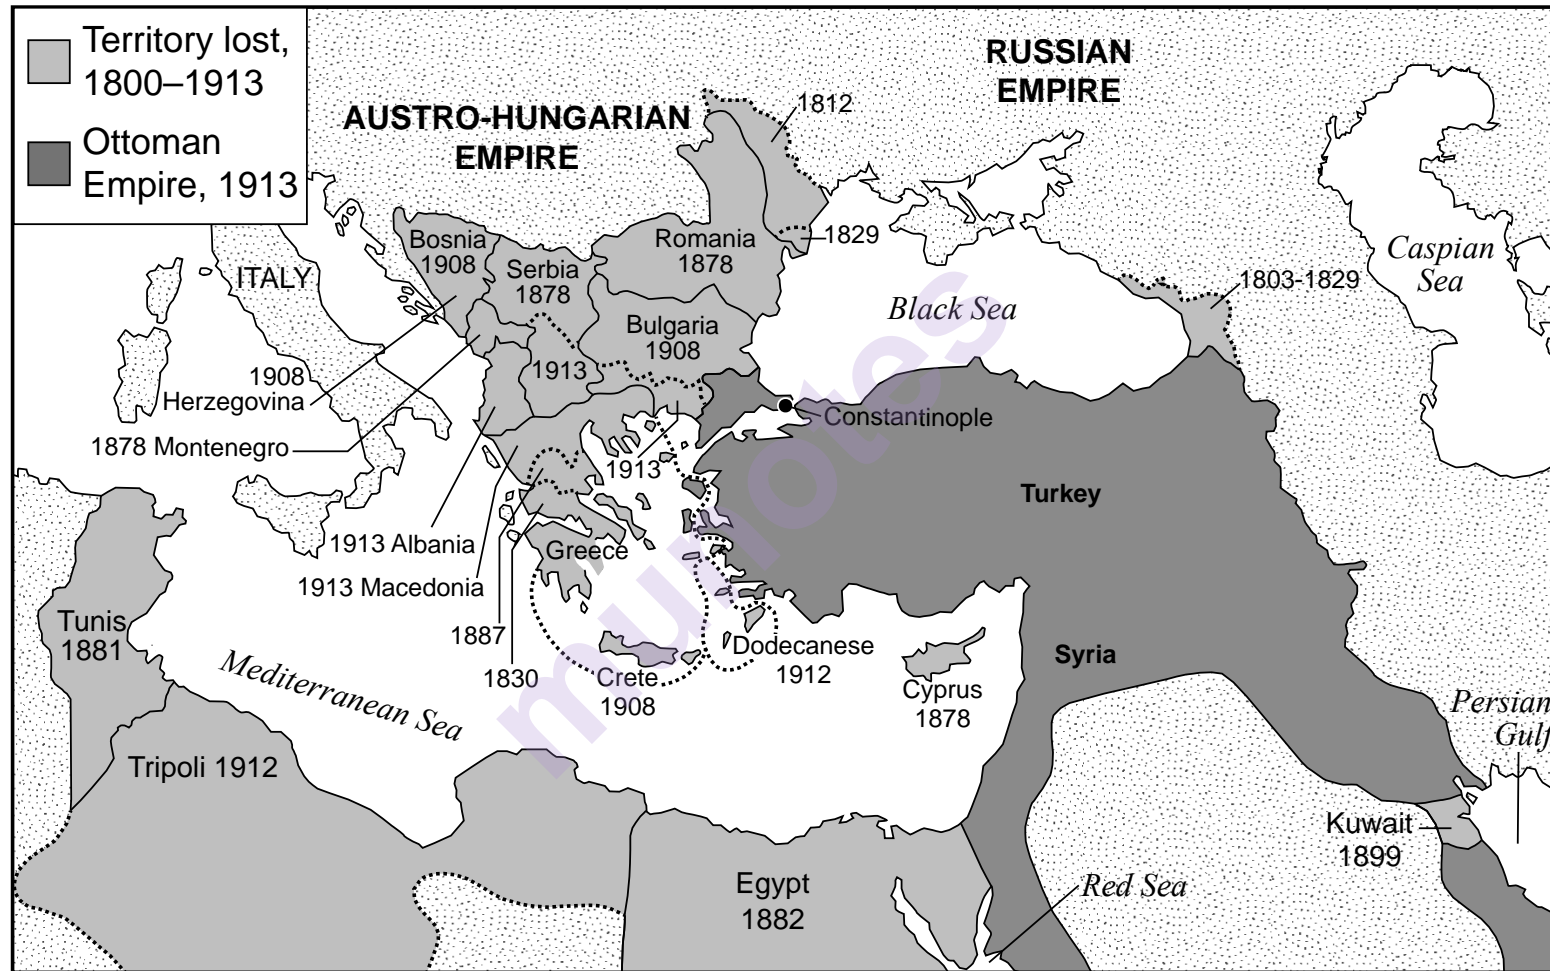 Territory lost,
1800–1913
Ottoman
Empire, 1913
RUSSIAN
EMPIRE
AUSTRO-HUNGARIAN
EMPIRE
1812
1829
1803-1829
Caspian
Sea
Black Sea
Bosnia
1908
Serbia
1878
Romania
1878
Bulgaria
1908
ITALY
1913
1908
Herzegovina
1878 Montenegro
Constantinople
1913
Turkey
1913 Albania
1913 Macedonia
Greece
1887
1830
Tunis
1881
Mediterranean Sea
Crete
1908
Dodecanese
1912
Cyprus
1878
Syria
Persian
Gulf
Tripoli 1912
Kuwait
1899
Egypt
1882
Red Sea
munotes